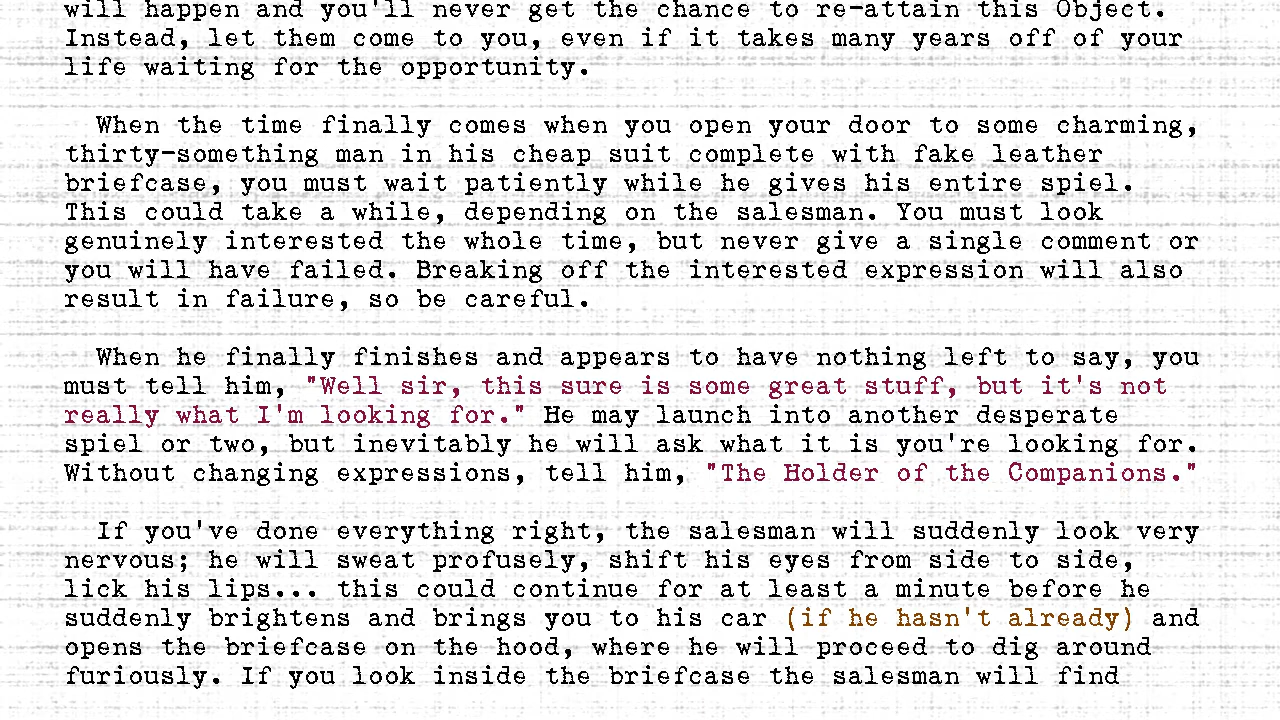 will happen and you'll never get the chance to re-attain this Object.
Instead, let them come to you, even if it takes many years off of your
life waiting for the opportunity.
When the time finally comes when you open your door to some charming,
thirty-something man in his cheap suit complete with fake leather
briefcase, you must wait patiently while he gives his entire spiel.
This could take a while, depending on the salesman. You must look
genuinely interested the whole time, but never give a single comment or
you will have failed. Breaking off the interested expression will also
result in failure, so be careful.
When he finally finishes and appears to have nothing left to say, you
must tell him, "Well sir, this sure is some great stuff, but it's not
really what I'm looking for." He may launch into another desperate
spiel or two, but inevitably he will ask what it is you're looking for.
Without changing expressions, tell him, "The Holder of the Companions."
If you've done everything right, the salesman will suddenly look very
nervous; he will sweat profusely, shift his eyes from side to side,
lick his lips... this could continue for at least a minute before he
suddenly brightens and brings you to his car (if he hasn't already) and
opens the briefcase on the hood, where he will proceed to dig around
furiously. If you look inside the briefcase the salesman will find